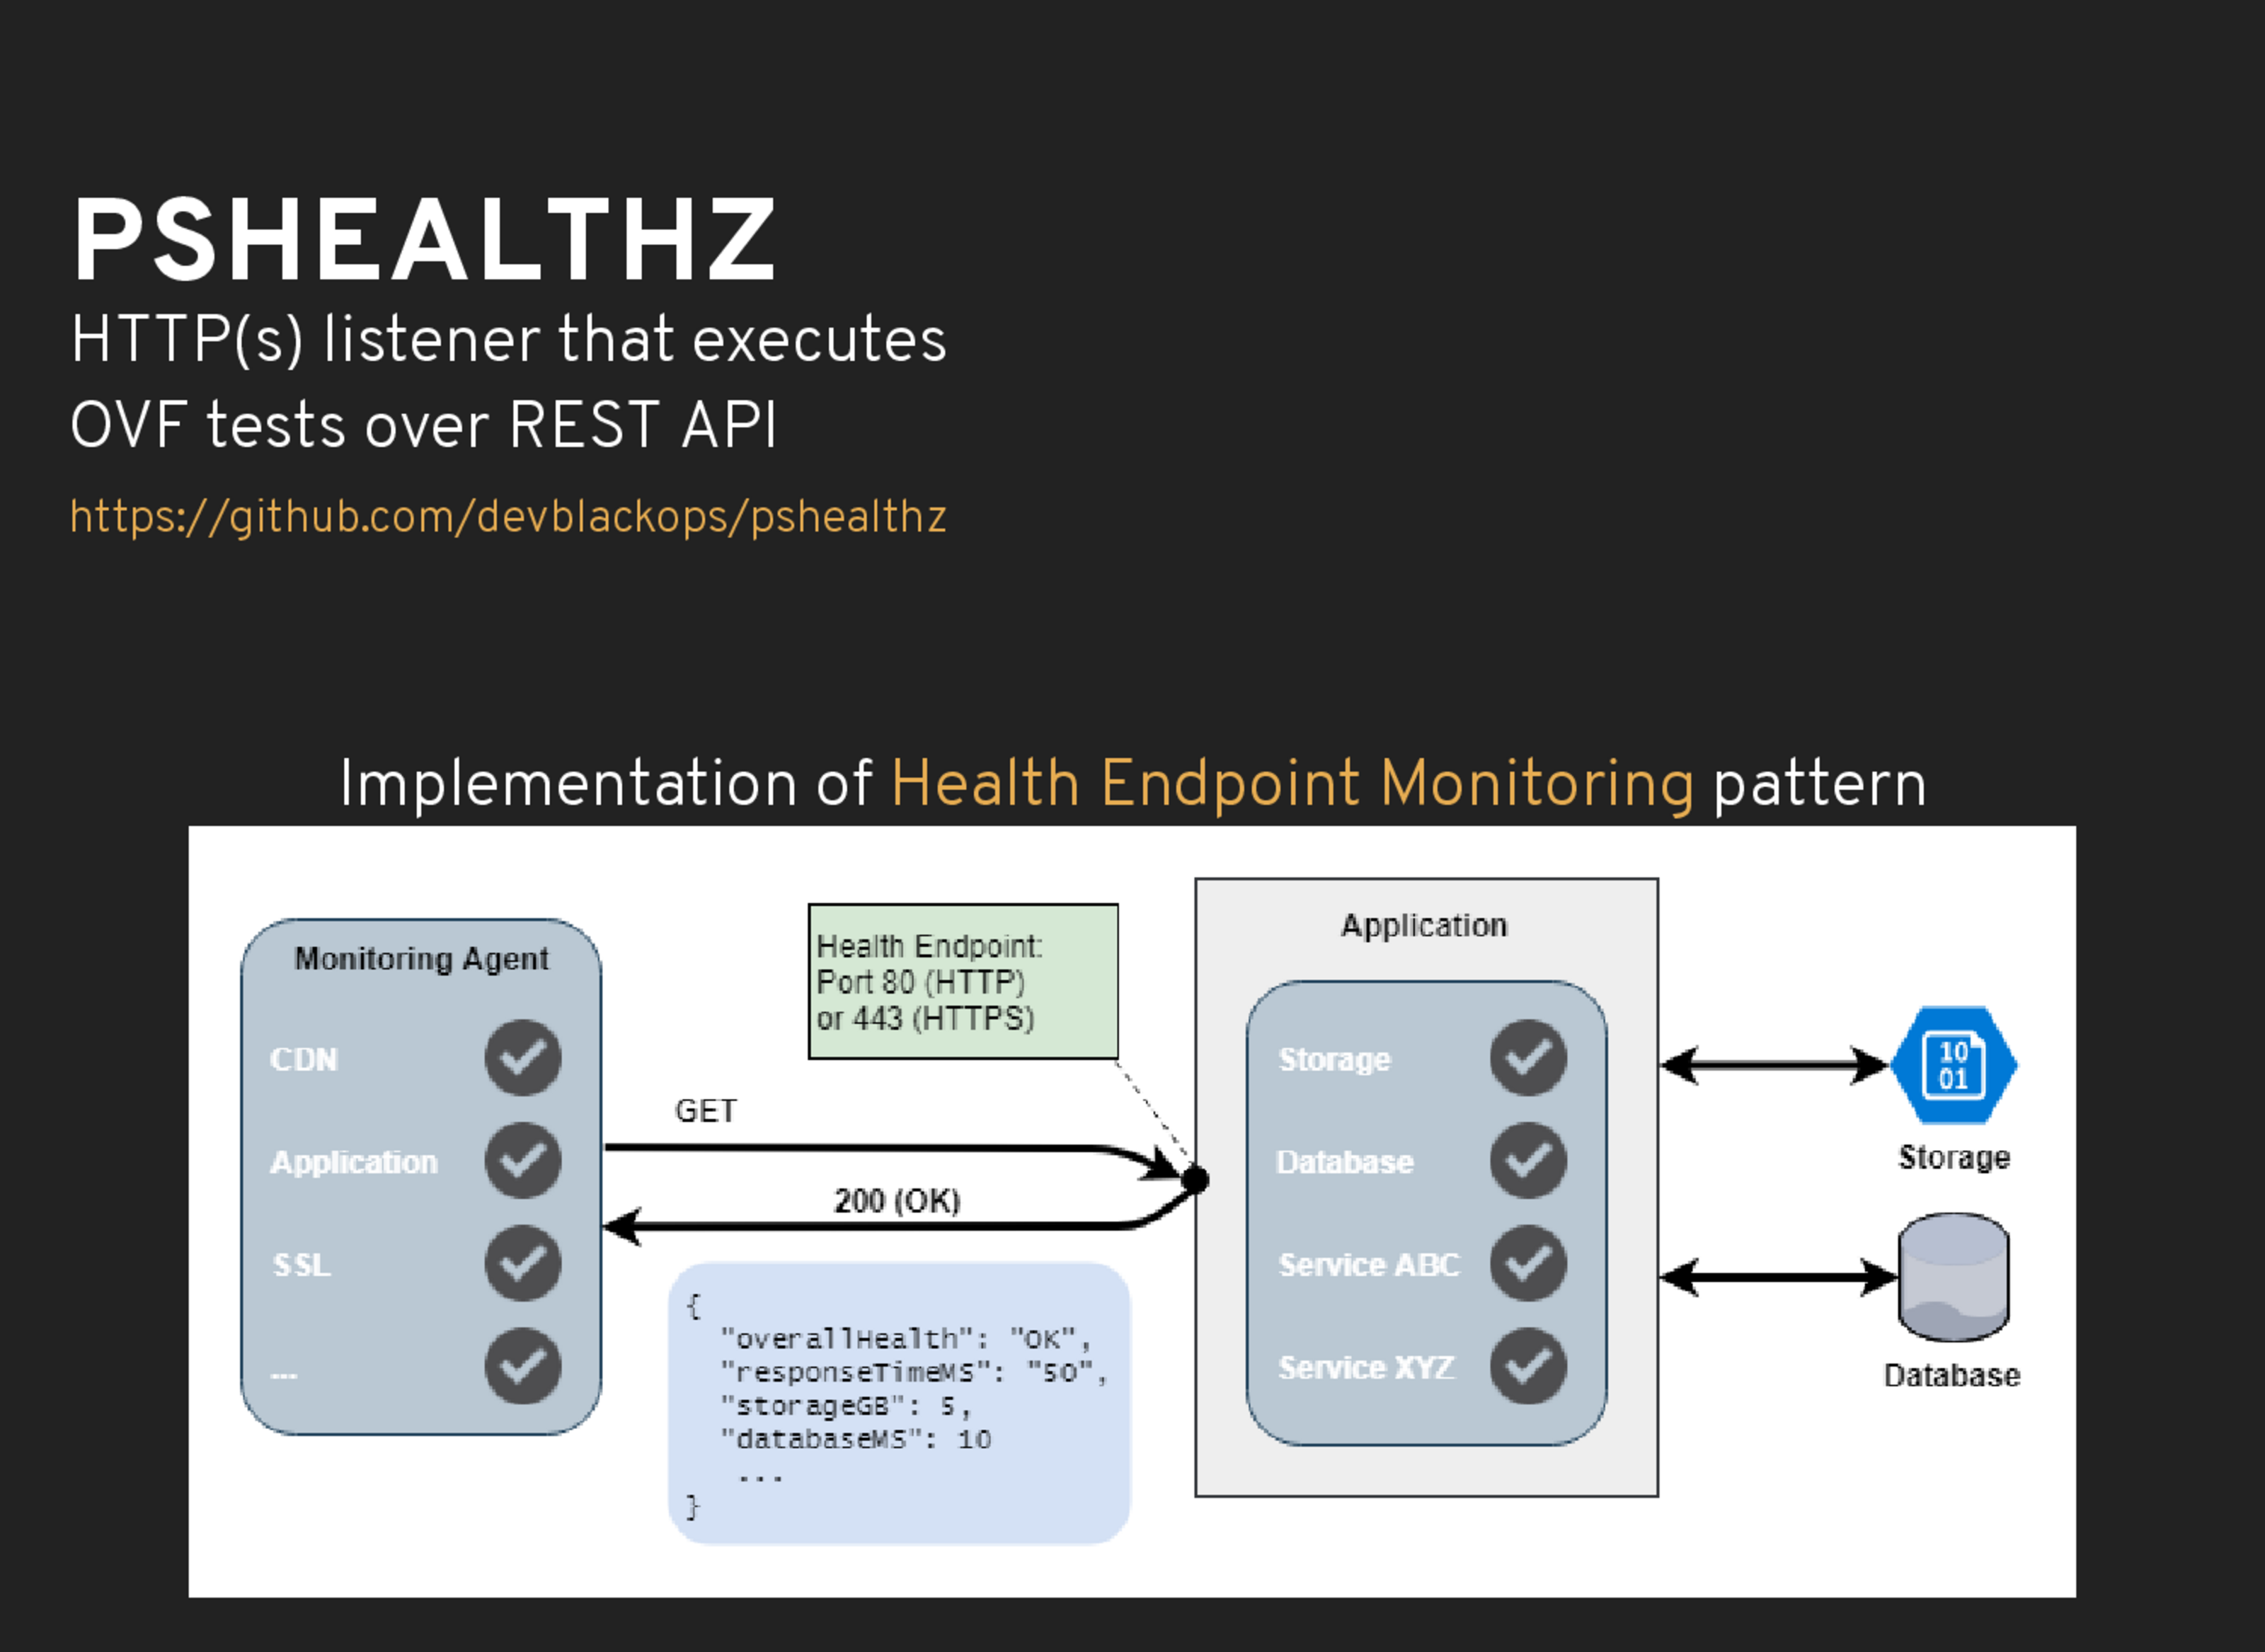 PSHEALTHZ
HTTP(s) listener that executes
OVF tests over REST API
https://github.com/devblackops/pshealthz
Implementation of Health Endpoint Monitoring pattern
Monitoring Agent
CDN
Application
SSL
...
Health Endpoint:
Port 80 (HTTP)
or 443 (HTTPS)
GET
200 (OK)
{
"overallHealth": "OK",
"responseTimeMS": "50",
"storageGB": 5,
"databaseMS": 10
...
}
Application
Storage
Database
Service ABC
Service XYZ
10
01
Storage
Database